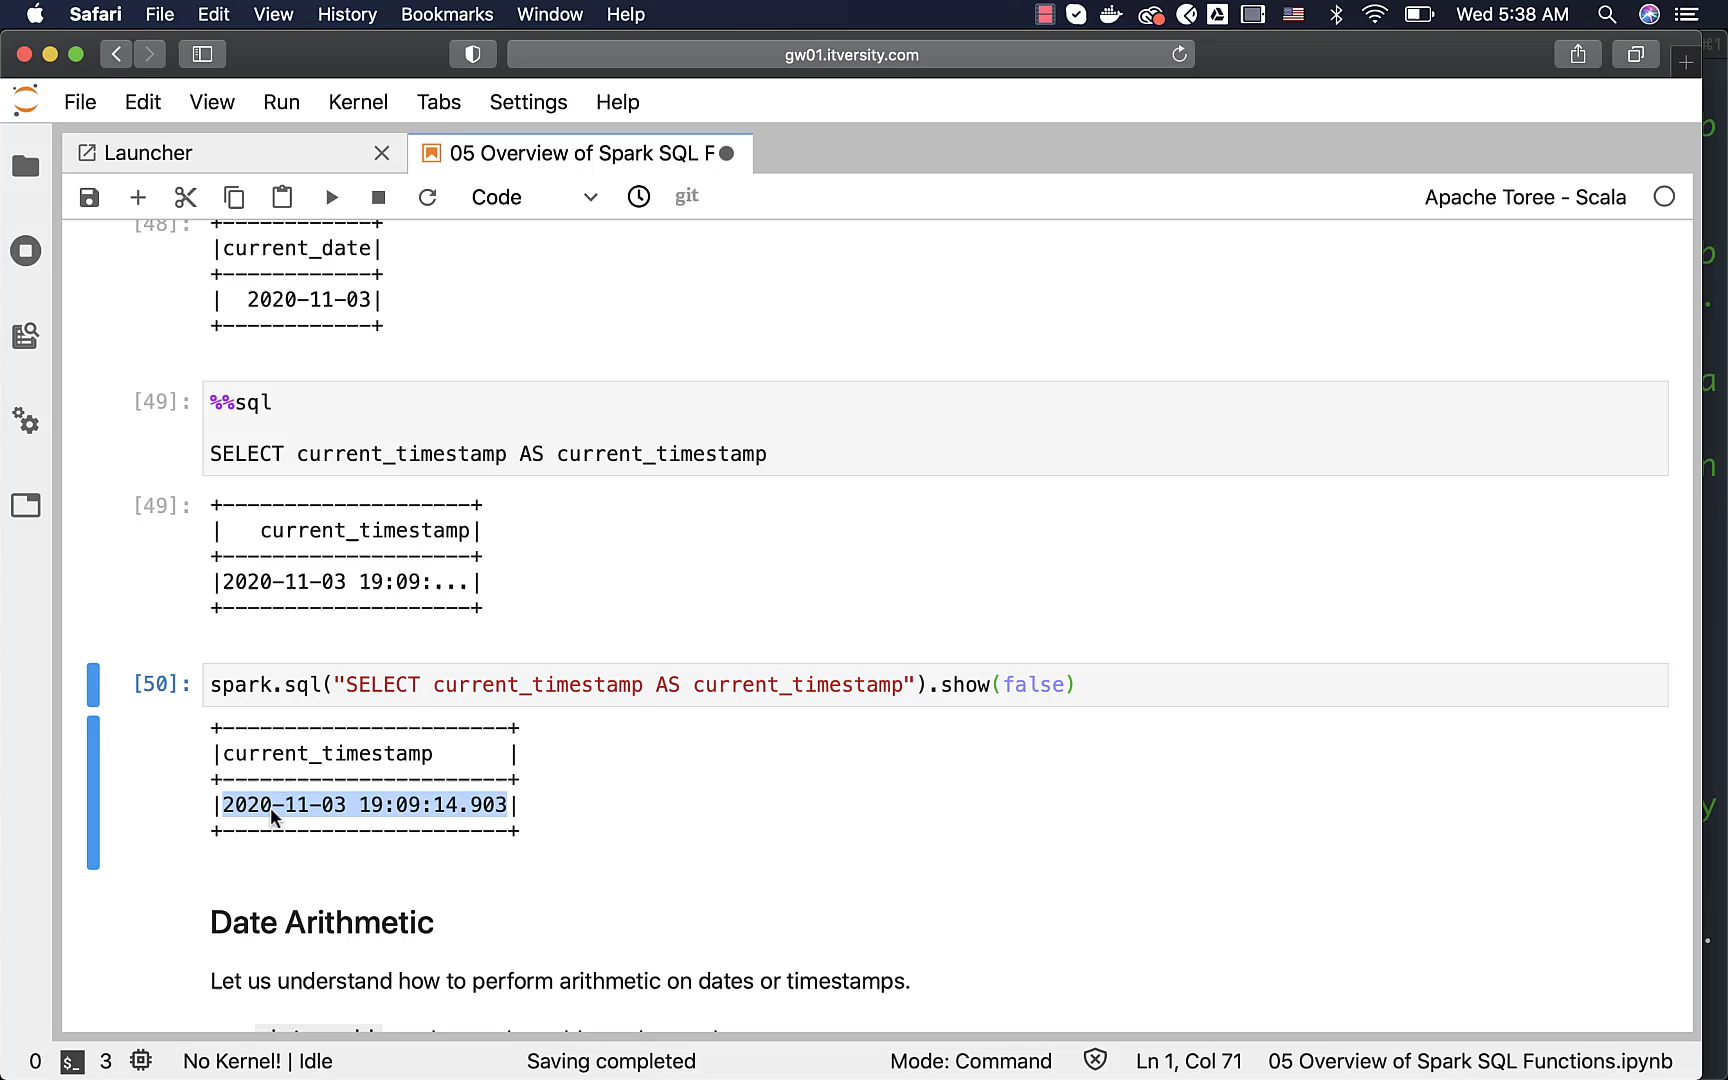 Safari File Edit View History Bookmarks Window Help Wed 5:38 AM
gw01.itversity.com
File Edit View Run Kernel Tabs Settings Help
Launcher 05 Overview of Spark SQL F
Code git Apache Toree - Scala
[48]: +------------+
|current_date|
+------------+
|  2020-11-03|
+------------+
[49]: %%sql
SELECT current_timestamp AS current_timestamp
[49]: +--------------------+
|   current_timestamp|
+--------------------+
|2020-11-03 19:09:...|
+--------------------+
[50]: spark.sql("SELECT current_timestamp AS current_timestamp").show(false)
+-----------------------+
|current_timestamp      |
+-----------------------+
|2020-11-03 19:09:14.903|
+-----------------------+
Date Arithmetic
Let us understand how to perform arithmetic on dates or timestamps.
0 3 No Kernel! | Idle Saving completed Mode: Command Ln 1, Col 71 05 Overview of Spark SQL Functions.ipynb